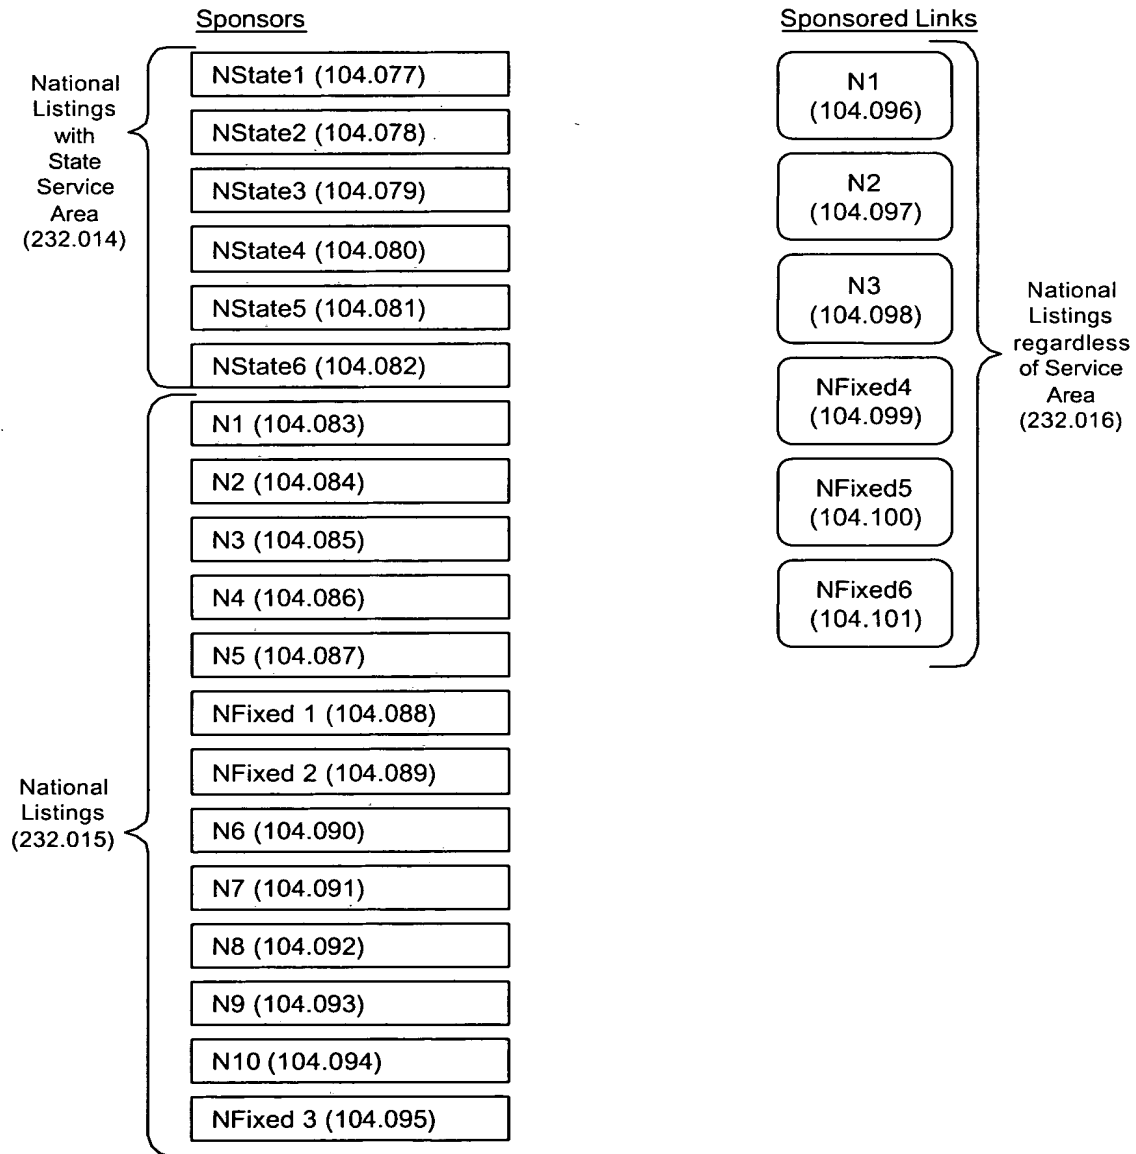 Sponsors
National
Listings
with
State
Service
Area
(232.014)
NState1 (104.077)
NState2 (104.078)
NState3 (104.079)
NState4 (104.080)
NState5 (104.081)
NState6 (104.082)
National
Listings
(232.015)
N1 (104.083)
N2 (104.084)
N3 (104.085)
N4 (104.086)
N5 (104.087)
NFixed 1 (104.088)
NFixed 2 (104.089)
N6 (104.090)
N7 (104.091)
N8 (104.092)
N9 (104.093)
N10 (104.094)
NFixed 3 (104.095)
Sponsored Links
N1
(104.096)
N2
(104.097)
N3
(104.098)
NFixed4
(104.099)
NFixed5
(104.100)
NFixed6
(104.101)
National
Listings
regardless
of Service
Area
(232.016)